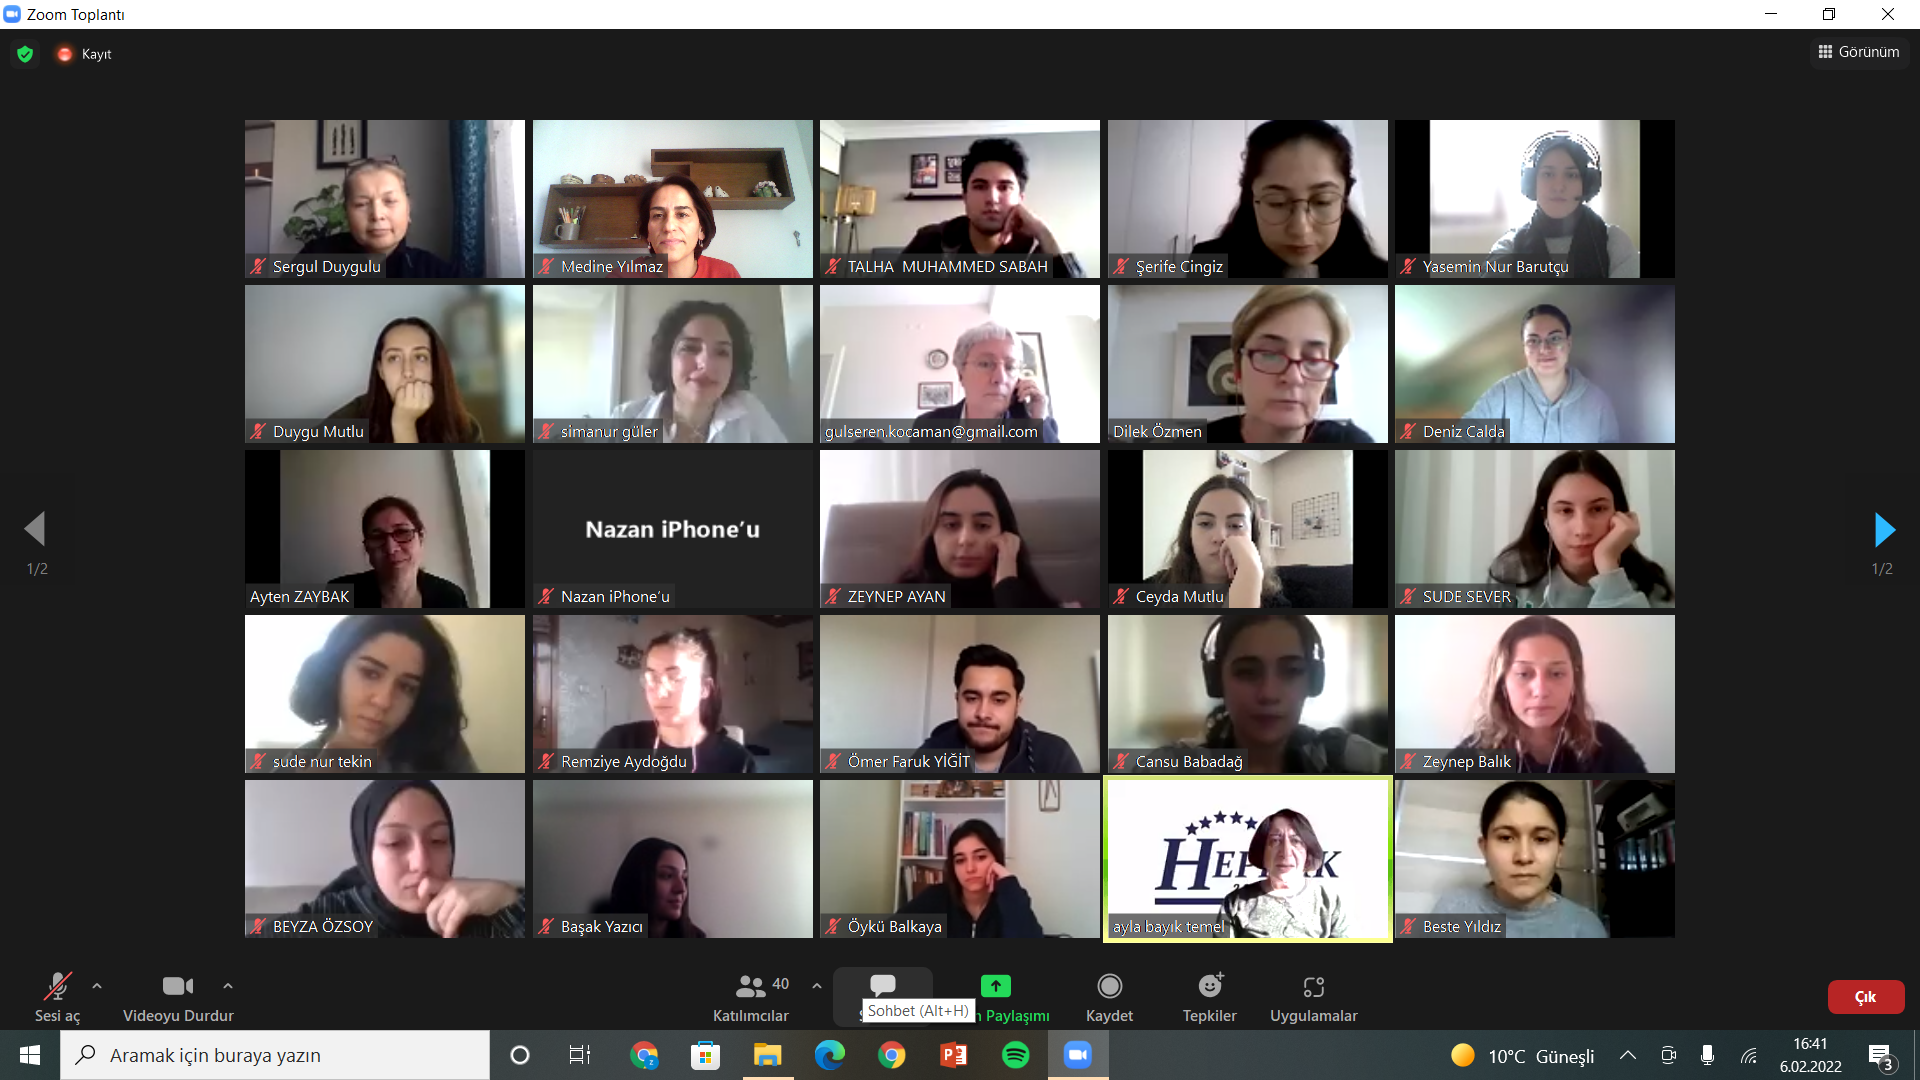 Zoom Toplantı
Kayıt
Görünüm
Sergul Duygulu
Medine Yılmaz
TALHA MUHAMMED SABAH
Şerife Cingiz
Yasemin Nur Barutçu
Duygu Mutlu
simanur güler
gulseren.kocaman@gmail.com
Dilek Özmen
Deniz Calda
Ayten ZAYBAK
Nazan iPhone’u
Nazan iPhone’u
ZEYNEP AYAN
Ceyda Mutlu
SUDE SEVER
1/2
1/2
sude nur tekin
Remziye Aydoğdu
Ömer Faruk YİĞİT
Cansu Babadağ
Zeynep Balık
BEYZA ÖZSOY
Başak Yazıcı
Öykü Balkaya
ayla bayık temel
Beste Yıldız
Sesi aç
Videoyu Durdur
40
Katılımcılar
Sohbet (Alt+H)
Paylaşımı
Kaydet
Tepkiler
Uygulamalar
Çık
Aramak için buraya yazın
10°C Güneşli
16:41
6.02.2022
3